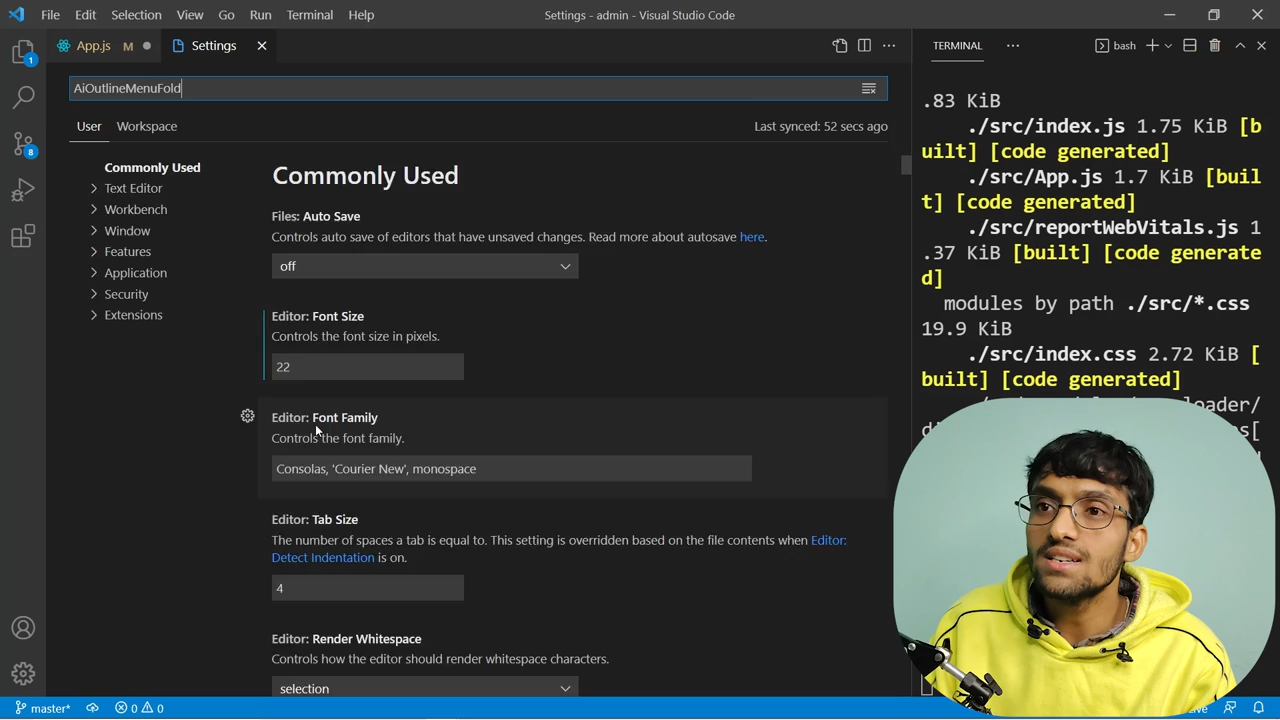 File Edit Selection View Go Run Terminal Help
Settings - admin - Visual Studio Code
App.js M
Settings
TERMINAL
bash
AiOutlineMenuFold
User Workspace
Last synced: 52 secs ago
Commonly Used
Text Editor
Workbench
Window
Features
Application
Security
Extensions
Commonly Used
Files: Auto Save
Controls auto save of editors that have unsaved changes. Read more about autosave here.
off
Editor: Font Size
Controls the font size in pixels.
22
Editor: Font Family
Controls the font family.
Consolas, 'Courier New', monospace
Editor: Tab Size
The number of spaces a tab is equal to. This setting is overridden based on the file contents when Editor:
Detect Indentation is on.
4
Editor: Render Whitespace
Controls how the editor should render whitespace characters.
selection
.83 KiB
./src/index.js 1.75 KiB [b
uilt] [code generated]
./src/App.js 1.7 KiB [buil
t] [code generated]
./src/reportWebVitals.js 1
.37 KiB [built] [code generate
d]
modules by path ./src/*.css
19.9 KiB
./src/index.css 2.72 KiB [
built] [code generated]
1
8
master*
0 0